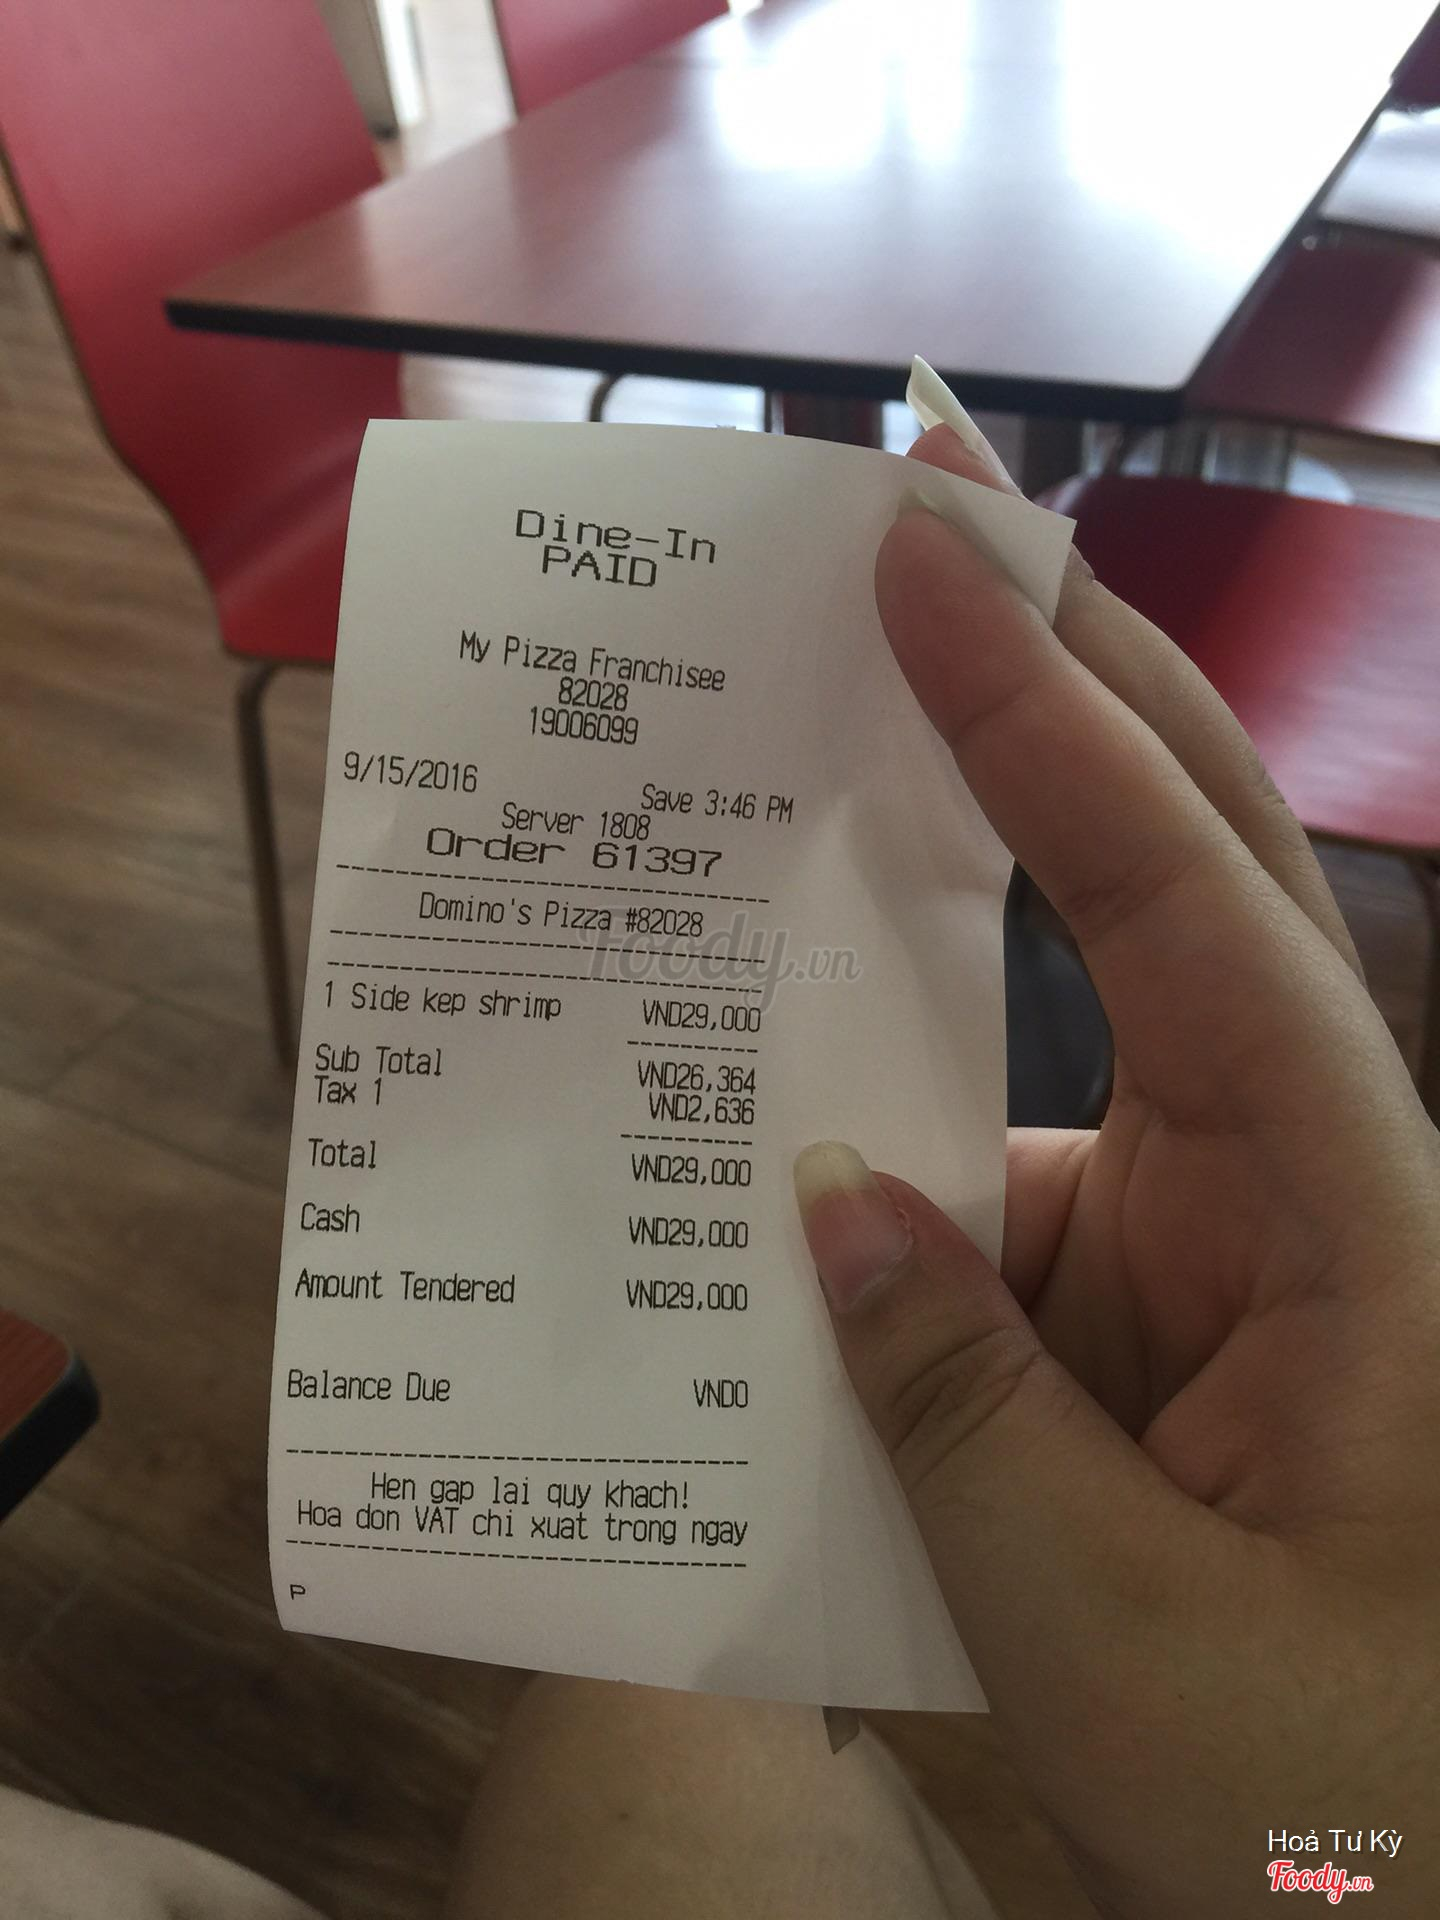 Dine-In
PAID
My Pizza Franchisee
82028
19006099
9/15/2016 Save 3:46 PM
Server 1808
Order 61397
Domino's Pizza #82028
Foody.vn
1 Side kep shrimp VND29,000
Sub Total VND26,364
Tax 1 VND2,636
Total VND29,000
Cash VND29,000
Amount Tendered VND29,000
Balance Due VND0
Hen gap lai quy khach!
Hoa don VAT chi xuat trong ngay
P
Hoả Tư Kỳ
Foody.vn